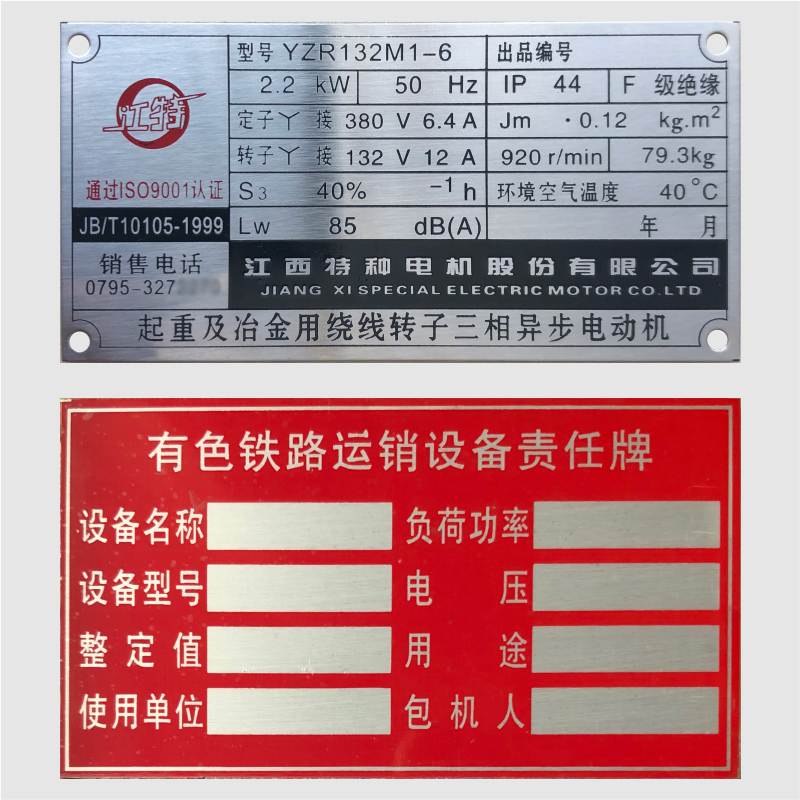 江特
通过ISO9001认证
JB/T10105-1999
销售电话
0795-327
型号 YZR132M1-6 出品编号
2.2 kW 50 Hz IP 44 F 级绝缘
定子 Y 接 380 V 6.4 A Jm ·0.12 kg.m²
转子 Y 接 132 V 12 A 920 r/min 79.3kg
S3 40% -1 h 环境空气温度 40°C
Lw 85 dB(A) 年 月
江西特种电机股份有限公司
JIANG XI SPECIAL ELECTRIC MOTOR CO.LTD
起重及冶金用绕线转子三相异步电动机
有色铁路运销设备责任牌
设备名称 负荷功率
设备型号 电 压
整定值 用 途
使用单位 包机人